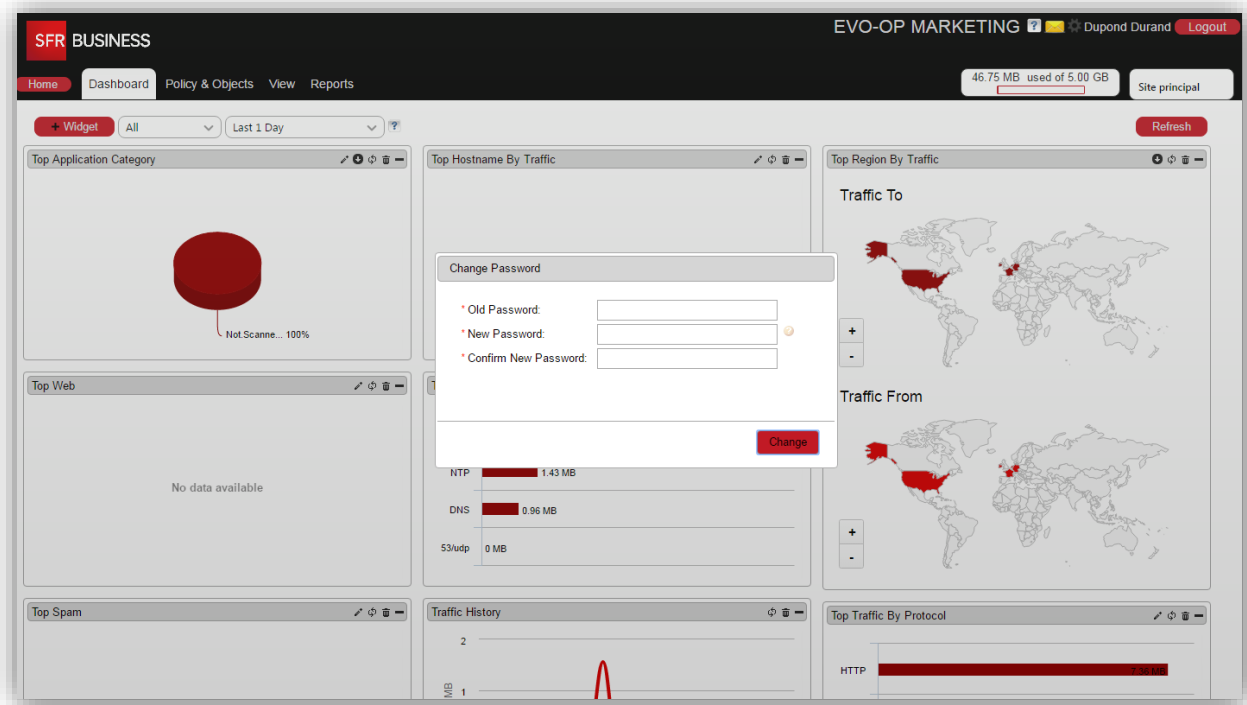 EVO-OP MARKETING ? Dupond Durand Logout
SFR BUSINESS
Home Dashboard Policy & Objects View Reports
46.75 MB used of 5.00 GB
Site principal
+ Widget All Last 1 Day ? Refresh
Top Application Category
Not.Scanne... 100%
Top Hostname By Traffic
Top Region By Traffic
Traffic To
+
-
Traffic From
+
-
Change Password
* Old Password:
* New Password:
* Confirm New Password:
Change
Top Web
No data available
T
NTP 1.43 MB
DNS 0.96 MB
53/udp 0 MB
Top Spam
Traffic History
2
1
MB
Top Traffic By Protocol
HTTP 7.36 MB